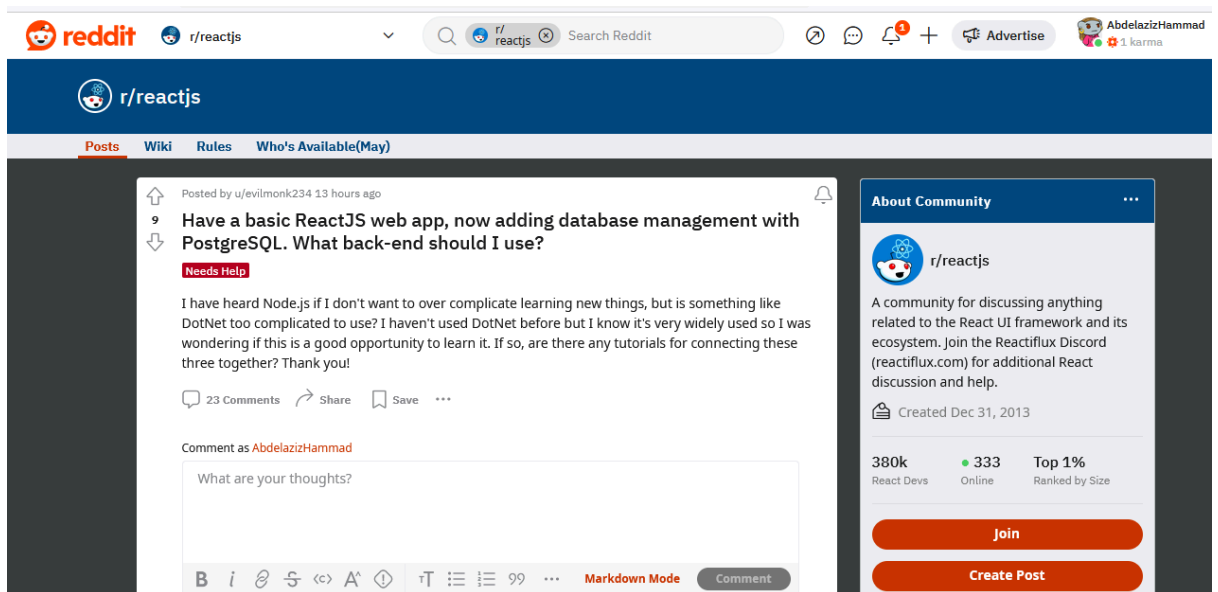 reddit
r/reactjs
r/
reactjs
Search Reddit
1
Advertise
AbdelazizHammad
1 karma
r/reactjs
Posts
Wiki
Rules
Who's Available(May)
Posted by u/evilmonk234 13 hours ago
9
Have a basic ReactJS web app, now adding database management with
PostgreSQL. What back-end should I use?
Needs Help
I have heard Node.js if I don't want to over complicate learning new things, but is something like
DotNet too complicated to use? I haven't used DotNet before but I know it's very widely used so I was
wondering if this is a good opportunity to learn it. If so, are there any tutorials for connecting these
three together? Thank you!
23 Comments
Share
Save
Comment as AbdelazizHammad
What are your thoughts?
Markdown Mode
Comment
About Community
r/reactjs
A community for discussing anything
related to the React UI framework and its
ecosystem. Join the Reactiflux Discord
(reactiflux.com) for additional React
discussion and help.
Created Dec 31, 2013
380k
React Devs
333
Online
Top 1%
Ranked by Size
Join
Create Post